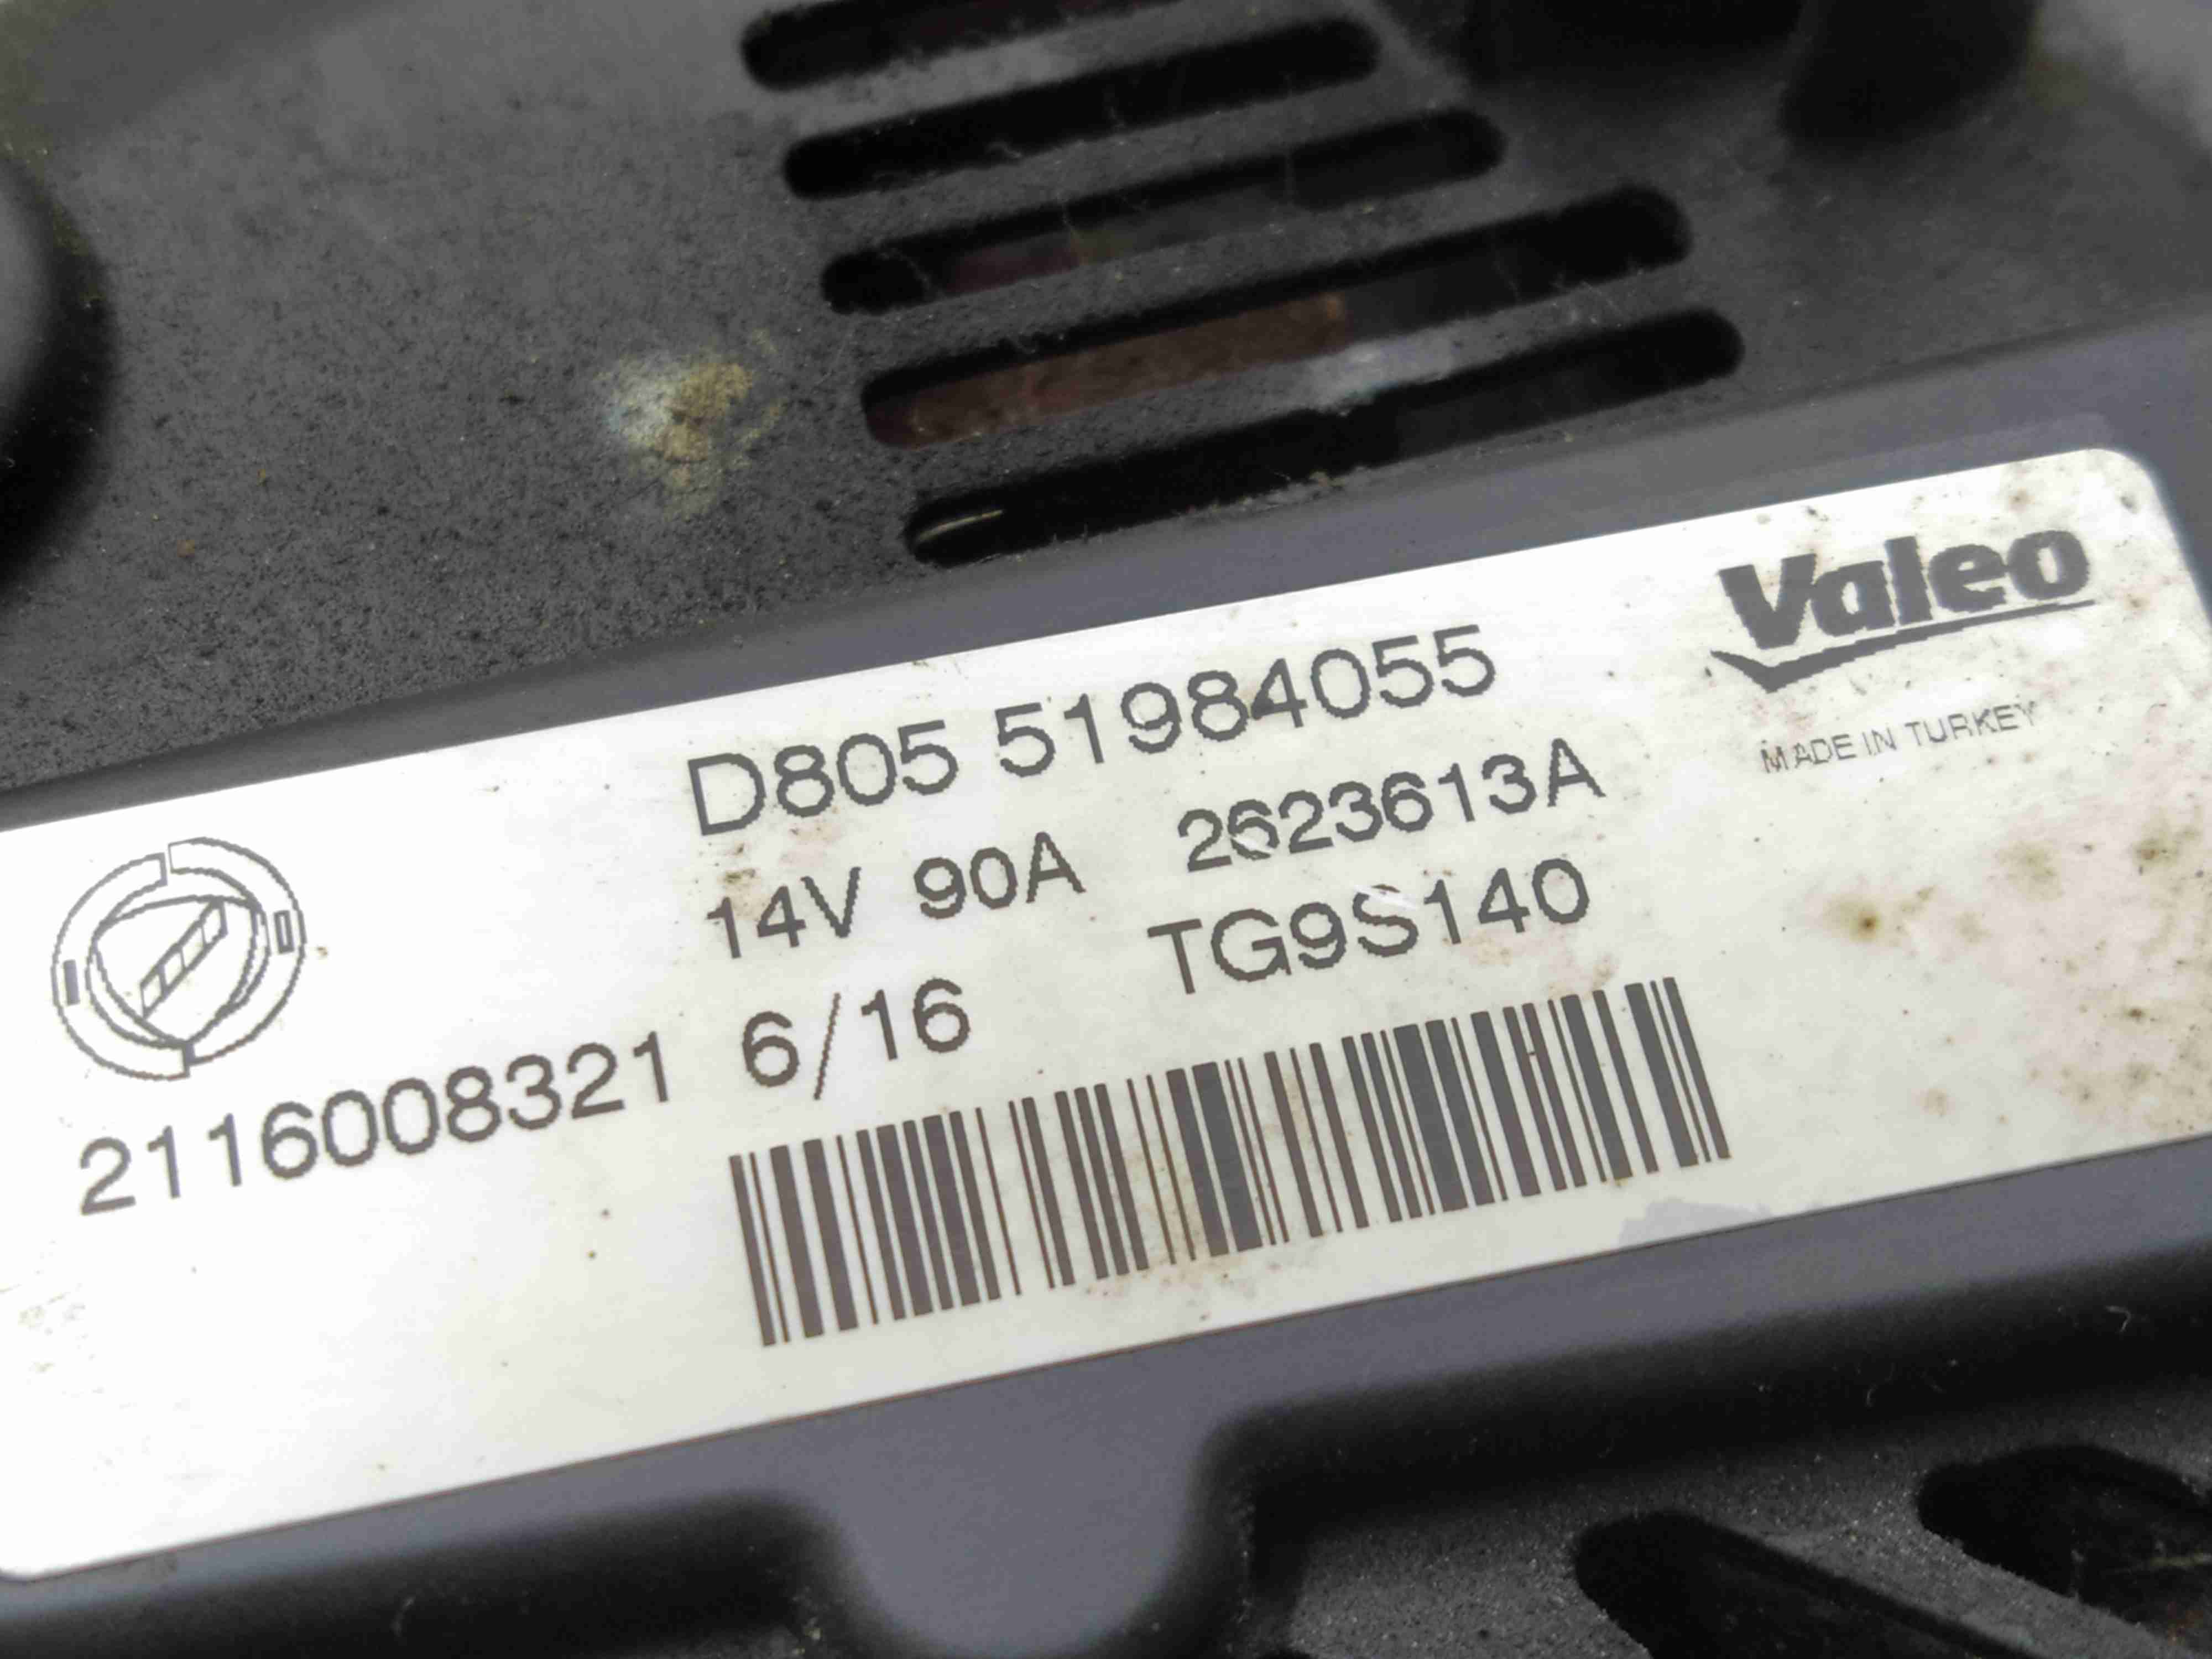 Valeo
MADE IN TURKEY
D805 51984055
14V 90A 2623613A
TG9S140
2116008321 6/16